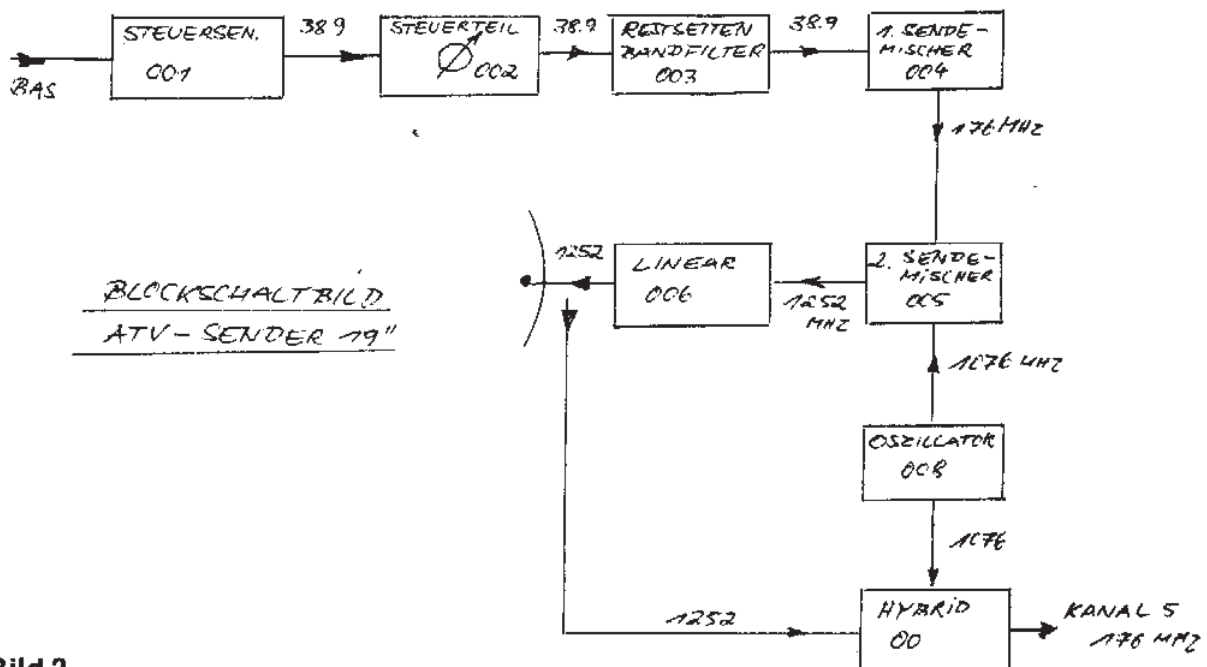 BAS
STEUERSEN.
001
38.9
STEUERTEIL
002
38.9
RESTSEITEN
BANDFILTER
003
38.9
1. SENDE-
MISCHER
004
176 MHZ
BLOCKSCHALTBILD
ATV-SENDER 19"
1252
LINEAR
006
1252
MHZ
2. SENDE-
MISCHER
005
1076 MHZ
OSZILLATOR
008
1076
1252
HYBRID
00
KANAL 5
176 MHZ
Bild 2